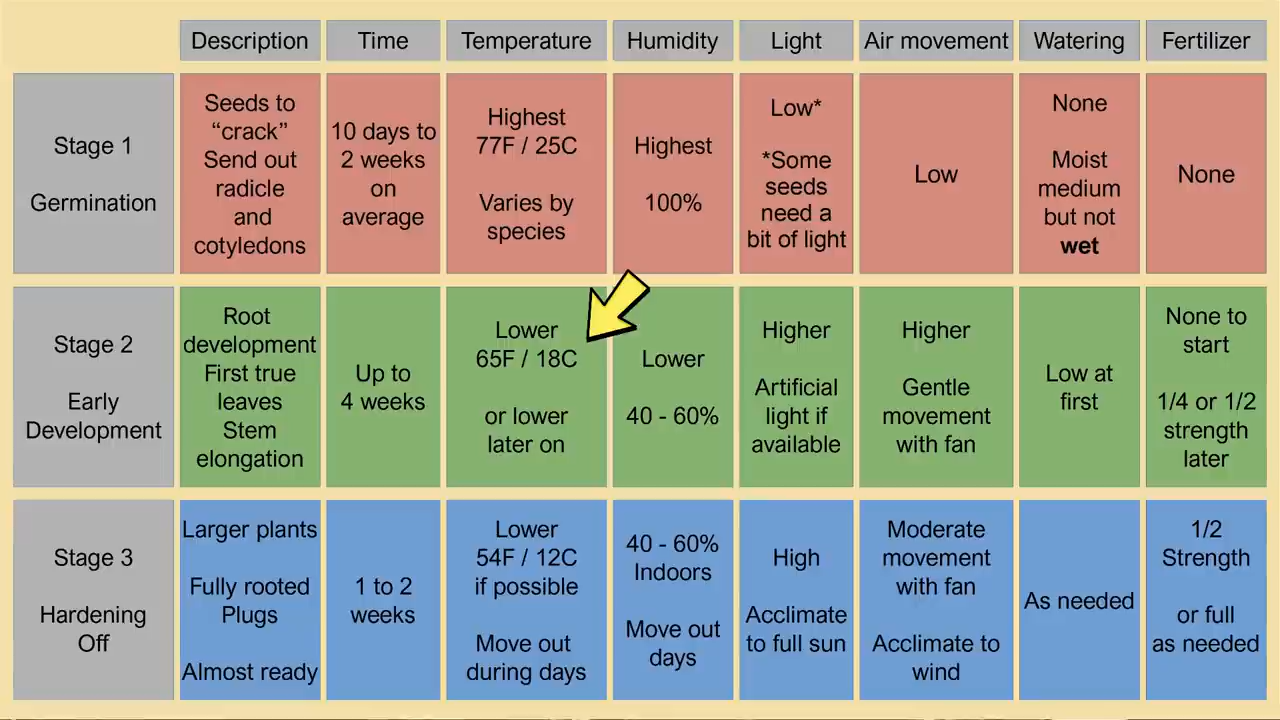 Description
Time
Temperature
Humidity
Light
Air movement
Watering
Fertilizer
Stage 1
Germination
Seeds to
“crack”
Send out
radicle
and
cotyledons
10 days to
2 weeks
on
average
Highest
77F / 25C
Varies by
species
Highest
100%
Low*
*Some
seeds
need a
bit of light
Low
None
Moist
medium
but not
wet
None
Stage 2
Early
Development
Root
development
First true
leaves
Stem
elongation
Up to
4 weeks
Lower
65F / 18C
or lower
later on
Lower
40 - 60%
Higher
Artificial
light if
available
Higher
Gentle
movement
with fan
Low at
first
None to
start
1/4 or 1/2
strength
later
Stage 3
Hardening
Off
Larger plants
Fully rooted
Plugs
Almost ready
1 to 2
weeks
Lower
54F / 12C
if possible
Move out
during days
40 - 60%
Indoors
Move out
days
High
Acclimate
to full sun
Moderate
movement
with fan
Acclimate to
wind
As needed
1/2
Strength
or full
as needed